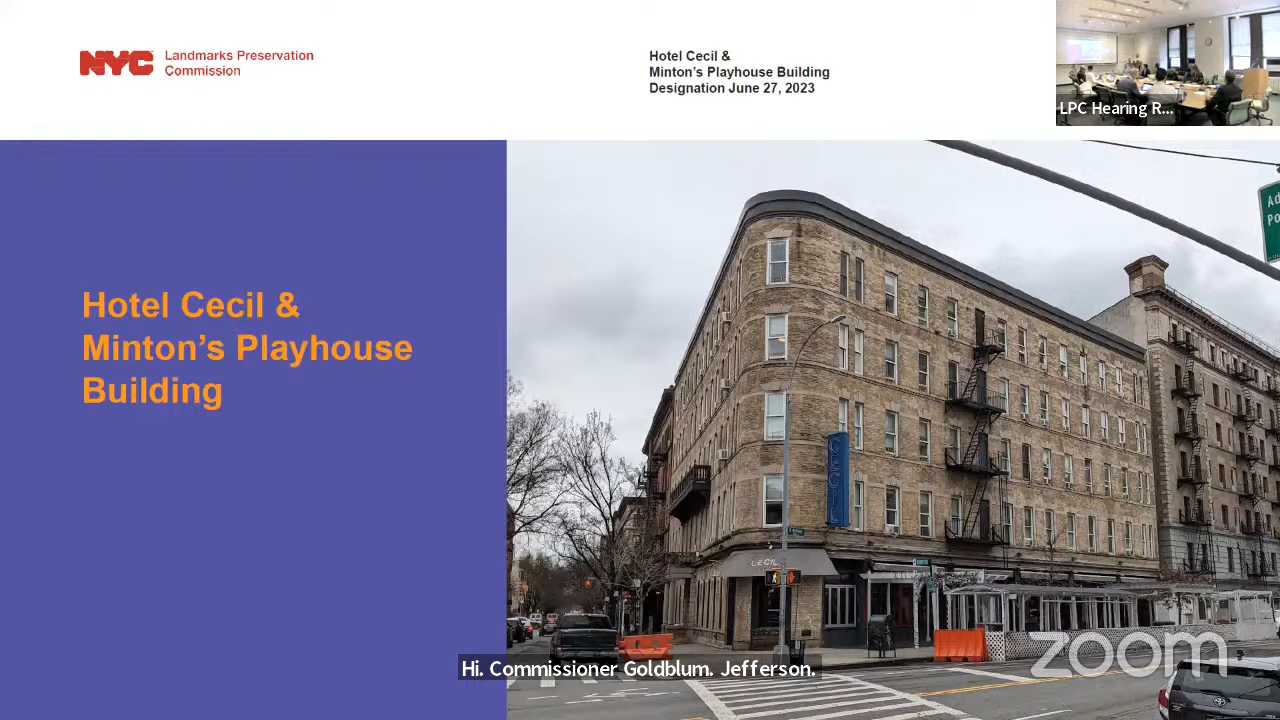 NYC
Landmarks Preservation
Commission
Hotel Cecil &
Minton's Playhouse Building
Designation June 27, 2023
LPC Hearing R...
Hotel Cecil &
Minton's Playhouse
Building
CECIL
CECIL
Hi. Commissioner Goldblum. Jefferson.
zoom